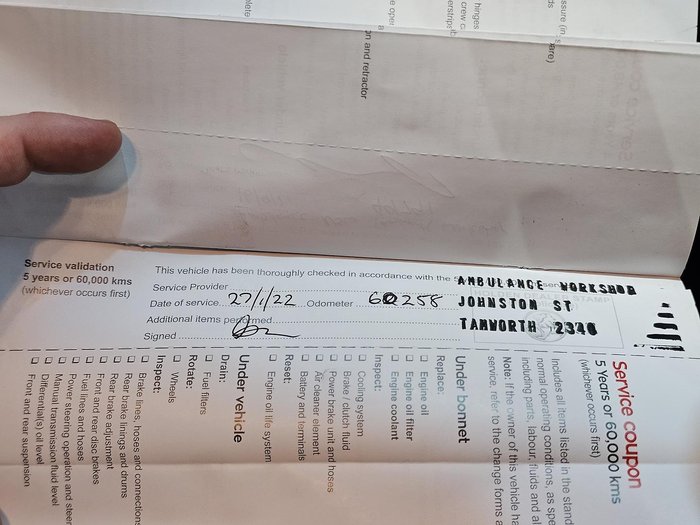 Service validation
5 years or 60,000 kms
(whichever occurs first)
This vehicle has been thoroughly checked in accordance with the
Service Provider
Date of service 27/1/22 Odometer 60258
Additional items performed
Signed
AMBULANCE WORKSHOP
JOHNSTON ST
TAMWORTH 2340
Service coupon
5 Years or 60,000 kms
(whichever occurs first)
Includes all items listed in the
normal operating conditions, as
including parts, labour, fluids and
Note: If the owner of this vehicle
service, refer to the change forms
Under bonnet
Replace:
Engine oil
Engine oil filter
Engine coolant
Inspect:
Cooling system
Brake / clutch fluid
Power brake unit and hoses
Air cleaner element
Battery and terminals
Reset:
Engine oil life system
Under vehicle
Drain:
Fuel filters
Rotate:
Wheels
Inspect:
Brake lines, hoses and connections
Rear brake linings and drums
Rear brake adjustment
Front and rear disc brakes
Fuel lines and hoses
Power steering operation and
Manual transmission fluid level
Differential(s) oil level
Front and rear suspension
and retractor
hinges